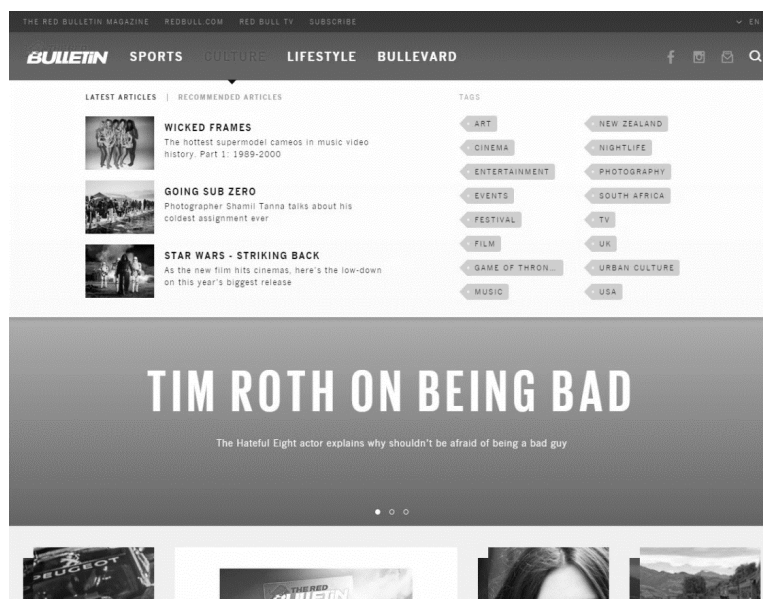 THE RED BULLETIN MAGAZINE REDBULL.COM RED BULL TV SUBSCRIBE EN
BULLETiN SPORTS CULTURE LIFESTYLE BULLEVARD
LATEST ARTICLES | RECOMMENDED ARTICLES
WICKED FRAMES
The hottest supermodel cameos in music video
history. Part 1: 1989-2000
GOING SUB ZERO
Photographer Shamil Tanna talks about his
coldest assignment ever
STAR WARS - STRIKING BACK
As the new film hits cinemas, here's the low-down
on this year's biggest release
TAGS
ART
CINEMA
ENTERTAINMENT
EVENTS
FESTIVAL
FILM
GAME OF THRON...
MUSIC
NEW ZEALAND
NIGHTLIFE
PHOTOGRAPHY
SOUTH AFRICA
TV
UK
URBAN CULTURE
USA
TIM ROTH ON BEING BAD
The Hateful Eight actor explains why shouldn't be afraid of being a bad guy
PEUGEOT
THE RED
BULLETiN